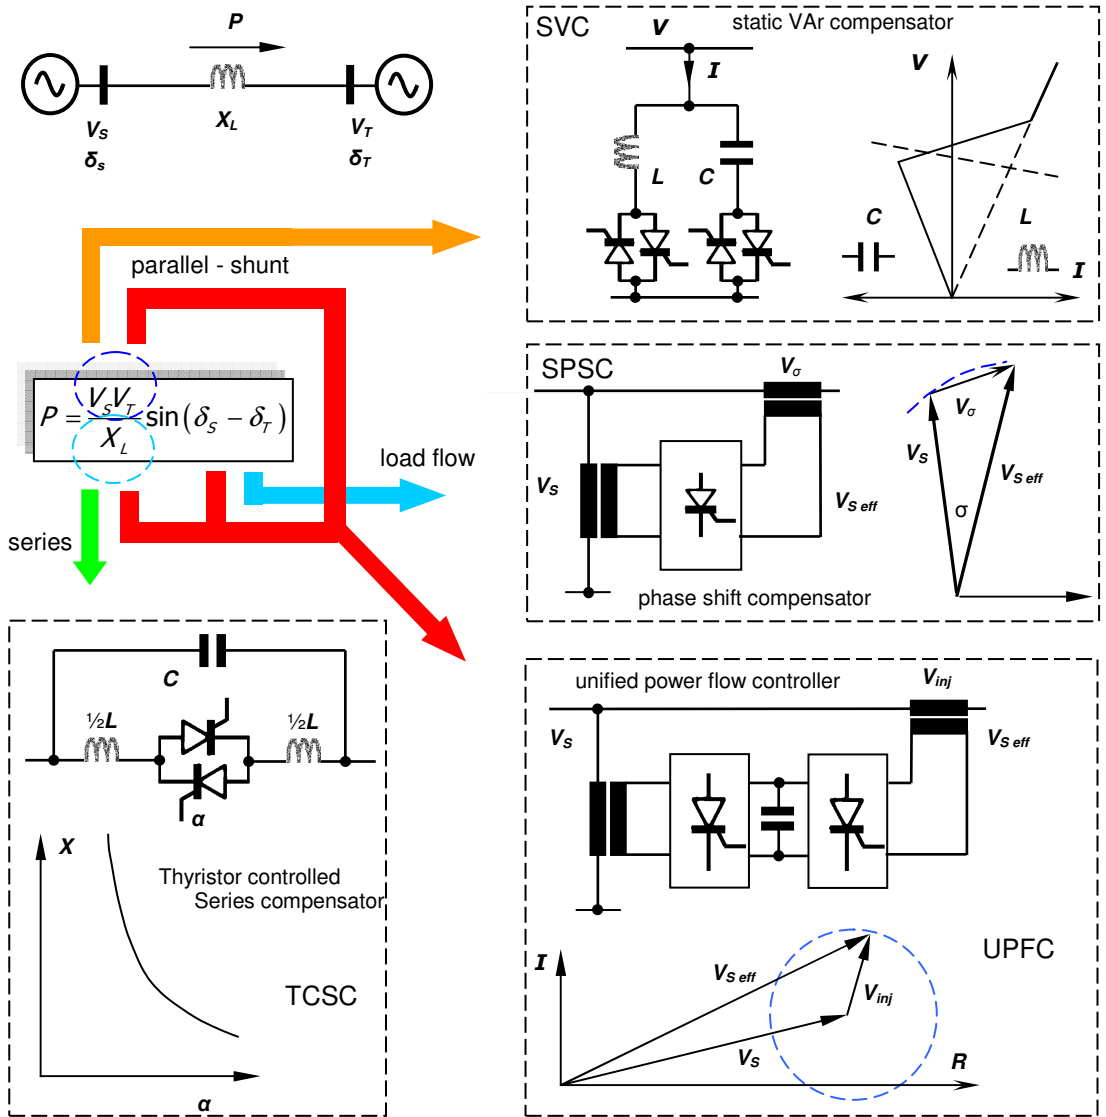 P
V_S
δ_s
X_L
V_T
δ_T
parallel - shunt
P = V_S V_T / X_L sin(δ_S − δ_T)
load flow
series
C
½L
½L
α
X
Thyristor controlled
Series compensator
TCSC
α
SVC
static VAr compensator
V
I
L
C
V
C
L
I
SPSC
V_σ
V_S
V_S eff
phase shift compensator
V_σ
V_S
V_S eff
σ
unified power flow controller
V_inj
V_S
V_S eff
UPFC
I
V_S eff
V_inj
V_S
R